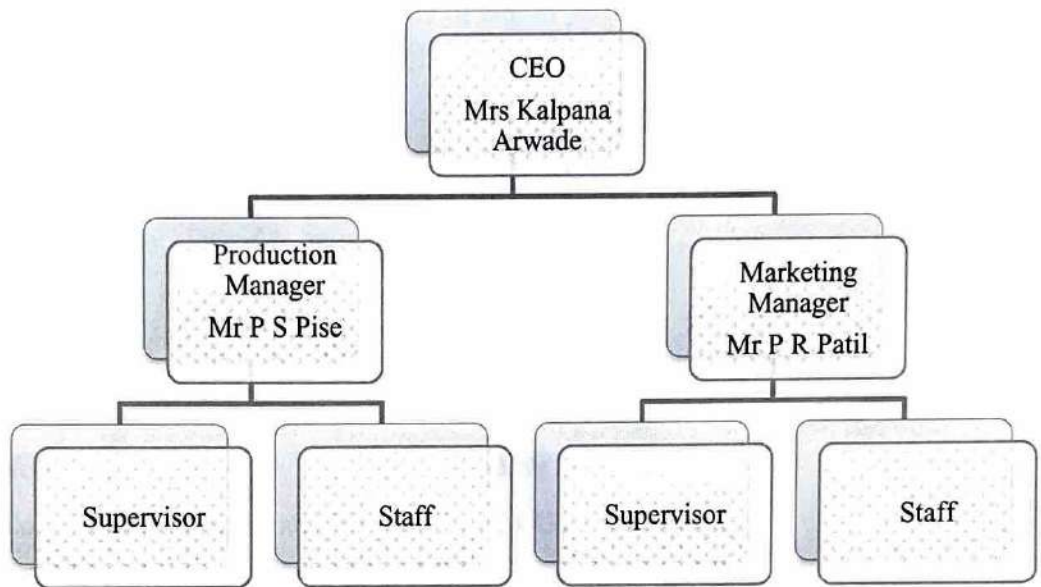 CEO
Mrs Kalpana
Arwade
Production
Manager
Mr P S Pise
Marketing
Manager
Mr P R Patil
Supervisor
Staff
Supervisor
Staff